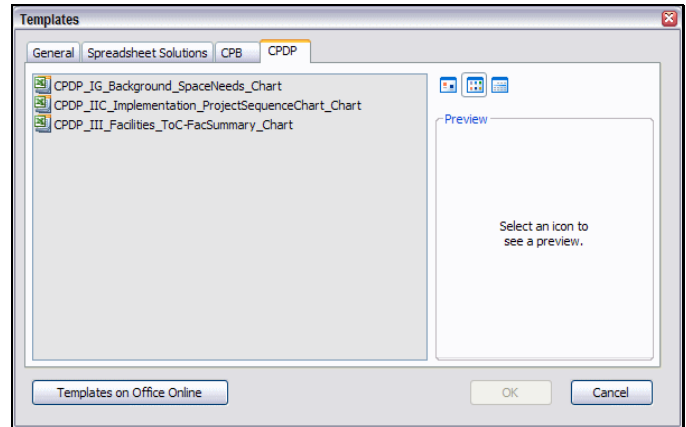 Templates
General Spreadsheet Solutions CPB CPDP
CPDP_IG_Background_SpaceNeeds_Chart
CPDP_IIC_Implementation_ProjectSequenceChart_Chart
CPDP_III_Facilities_ToC-FacSummary_Chart
Preview
Select an icon to
see a preview.
Templates on Office Online
OK
Cancel